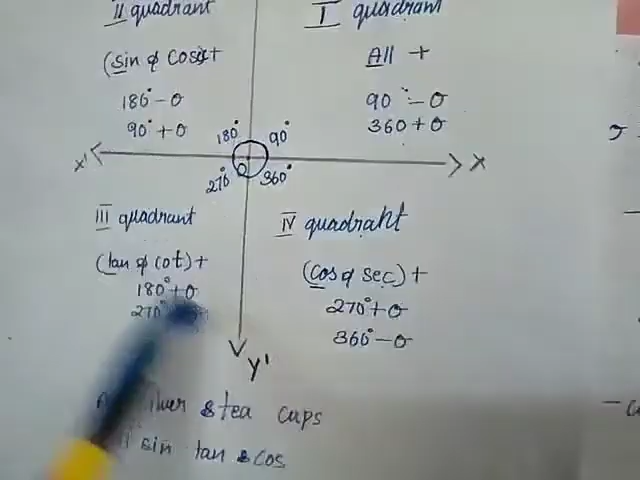 II quadrant
I quadrant
(sin & Cosec)+
All +
180° - θ
90° - θ
90° + θ
360 + θ
180°
90°
X'
X
270°
360°
III quadrant
IV quadrant
(tan & cot)+
(cos & sec)+
180° + θ
270° + θ
270°
360° - θ
Y'
& tea cups
sin tan & cos